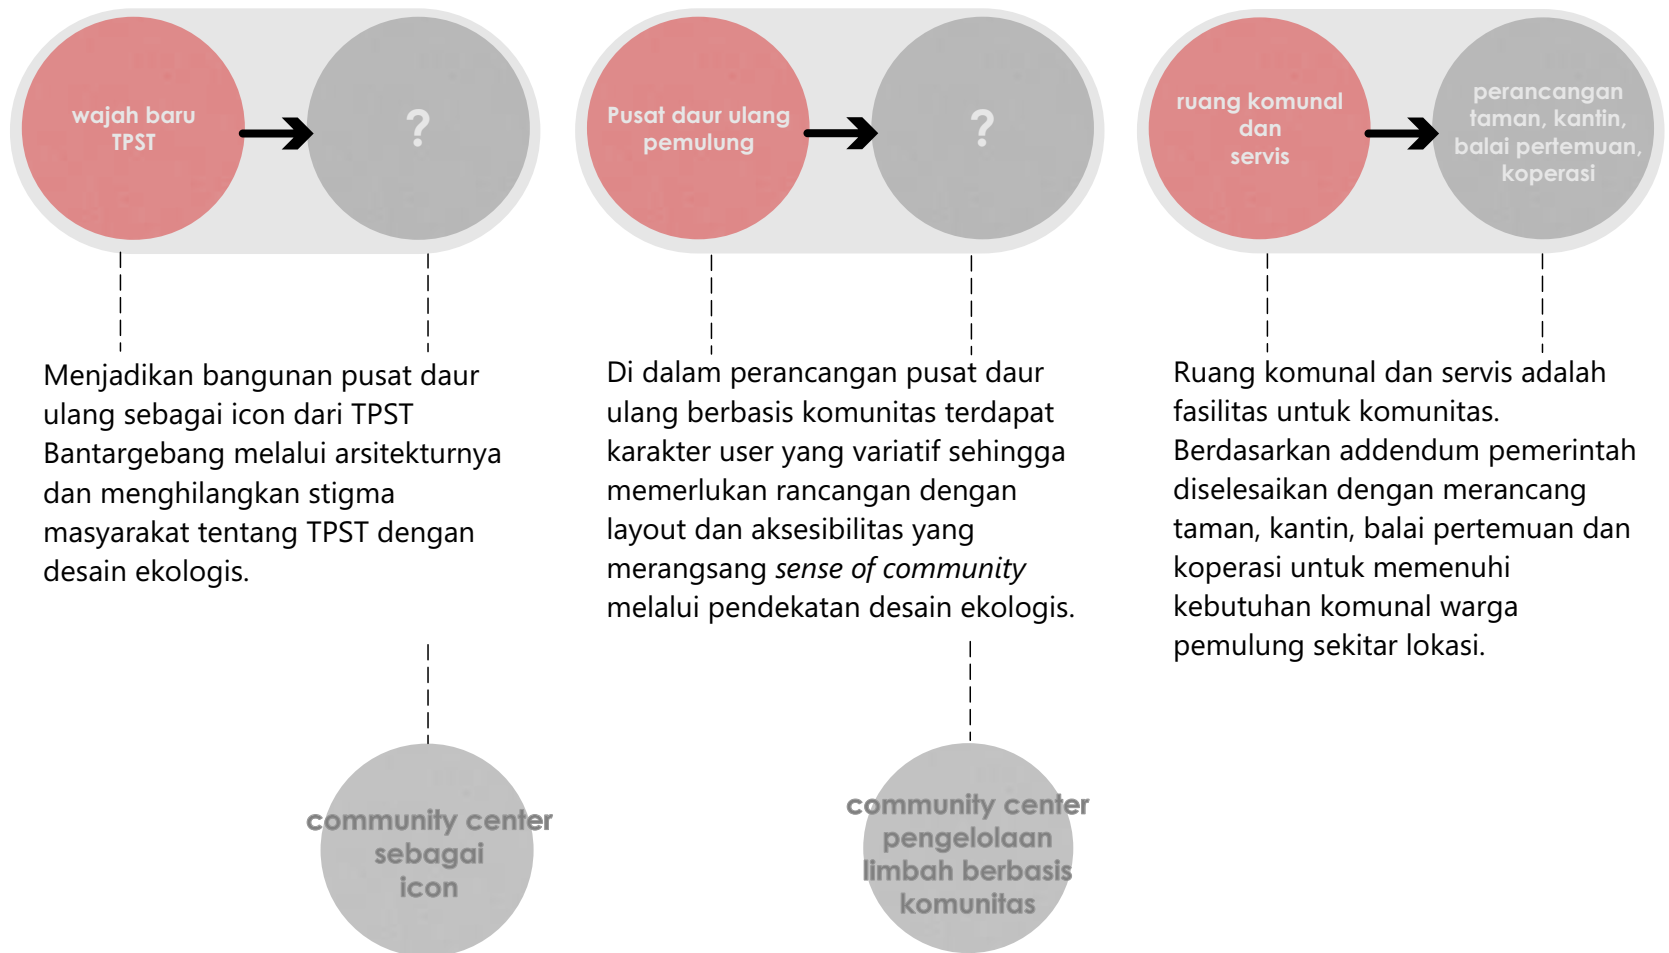 wajah baru
TPST
?
Pusat daur ulang
pemulung
?
ruang komunal
dan
servis
perancangan
taman, kantin,
balai pertemuan,
koperasi
Menjadikan bangunan pusat daur
ulang sebagai icon dari TPST
Bantargebang melalui arsitekturnya
dan menghilangkan stigma
masyarakat tentang TPST dengan
desain ekologis.
Di dalam perancangan pusat daur
ulang berbasis komunitas terdapat
karakter user yang variatif sehingga
memerlukan rancangan dengan
layout dan aksesibilitas yang
merangsang sense of community
melalui pendekatan desain ekologis.
Ruang komunal dan servis adalah
fasilitas untuk komunitas.
Berdasarkan addendum pemerintah
diselesaikan dengan merancang
taman, kantin, balai pertemuan dan
koperasi untuk memenuhi
kebutuhan komunal warga
pemulung sekitar lokasi.
community center
sebagai
icon
community center
pengelolaan
limbah berbasis
komunitas